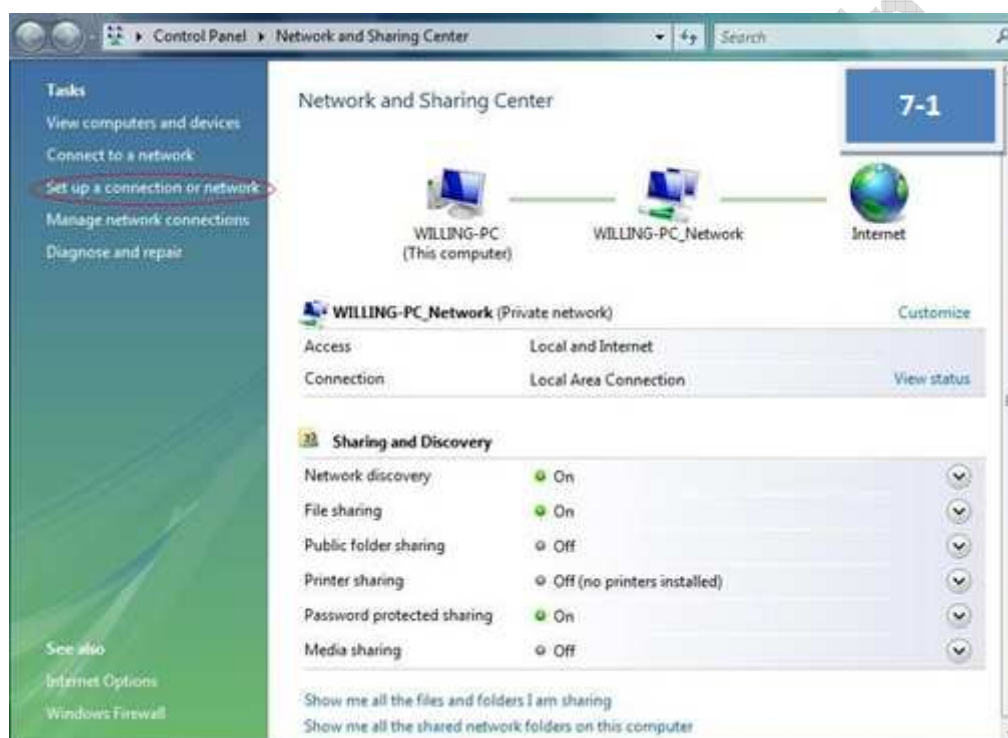 Control Panel Network and Sharing Center Search
Tasks
View computers and devices
Connect to a network
Set up a connection or network
Manage network connections
Diagnose and repair
See also
Internet Options
Windows Firewall
Network and Sharing Center
7-1
WILLING-PC
(This computer)
WILLING-PC_Network
Internet
WILLING-PC_Network (Private network) Customize
Access Local and Internet
Connection Local Area Connection View status
Sharing and Discovery
Network discovery On
File sharing On
Public folder sharing Off
Printer sharing Off (no printers installed)
Password protected sharing On
Media sharing Off
Show me all the files and folders I am sharing
Show me all the shared network folders on this computer